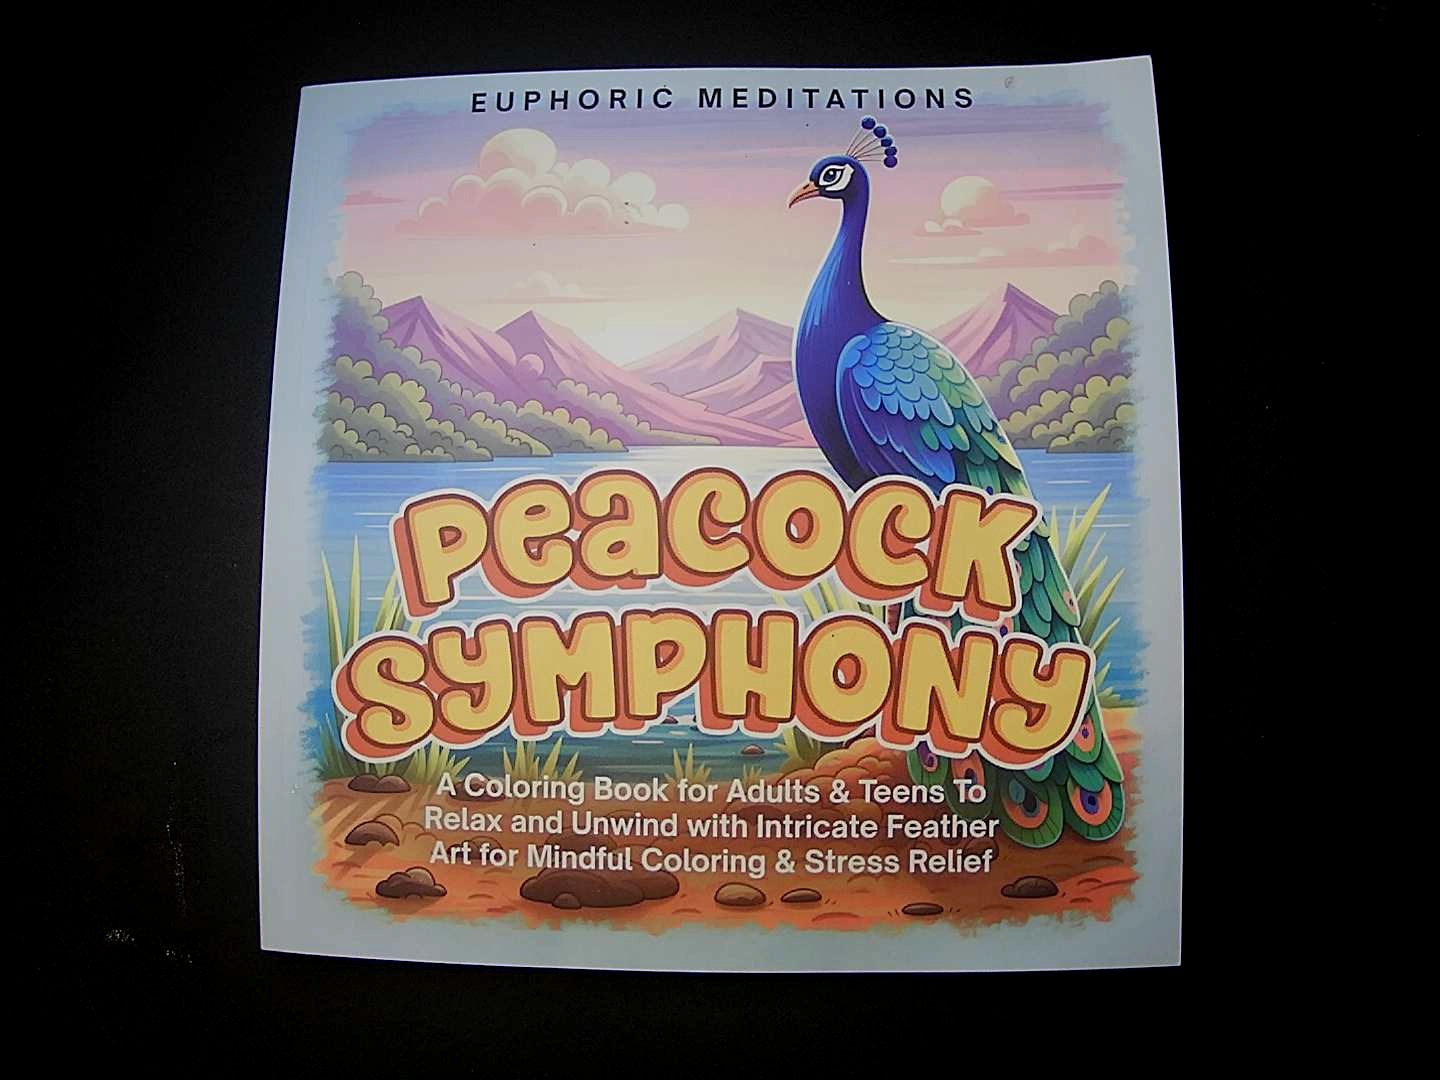 EUPHORIC MEDITATIONS
PEACOCK
SYMPHONY
A Coloring Book for Adults & Teens To
Relax and Unwind with Intricate Feather
Art for Mindful Coloring & Stress Relief